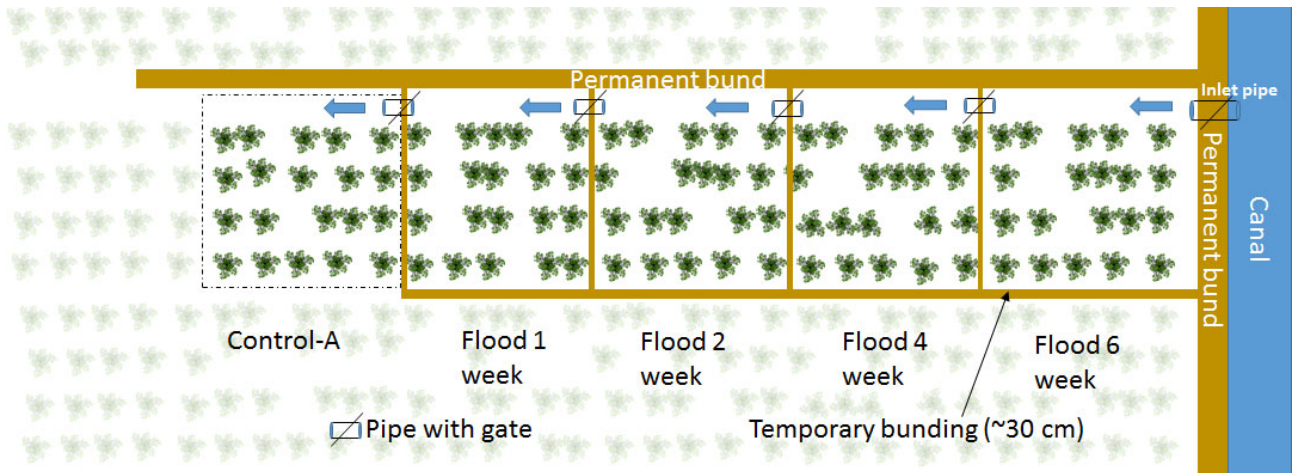 Permanent bund
Inlet pipe
Permanent bund
Canal
Control-A
Flood 1
week
Flood 2
week
Flood 4
week
Flood 6
week
Pipe with gate
Temporary bunding (~30 cm)